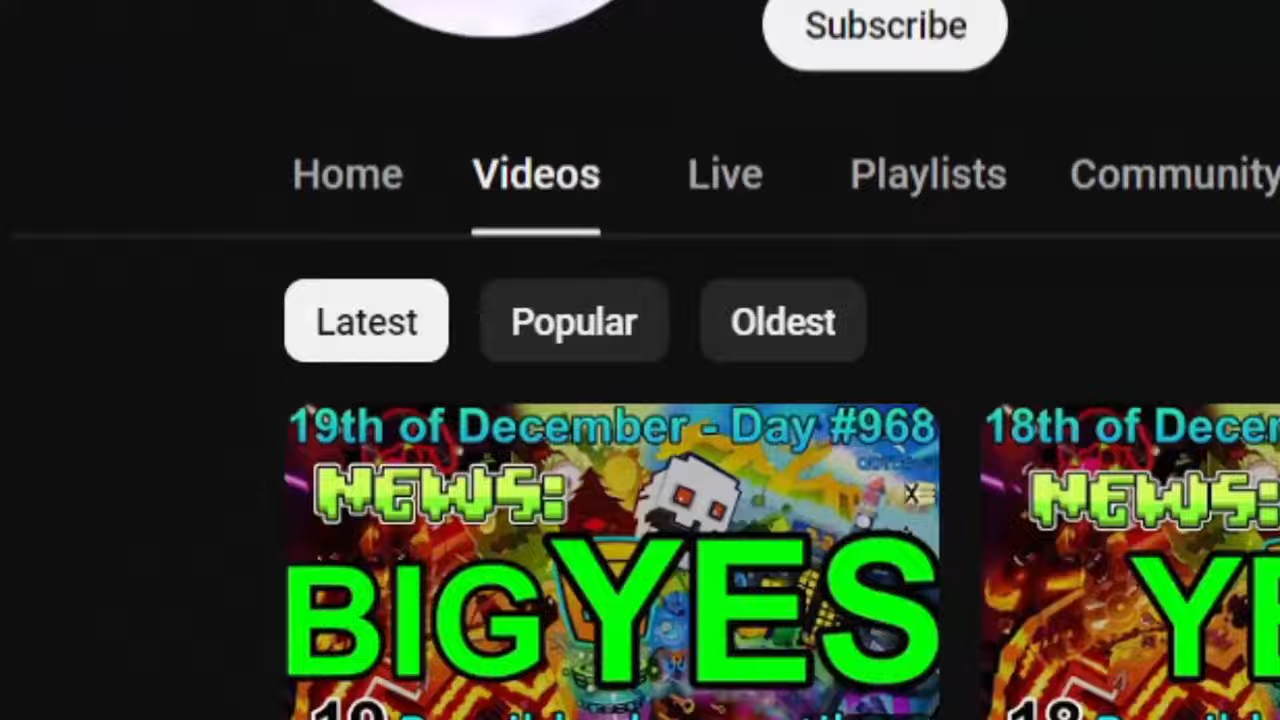 Subscribe
Home Videos Live Playlists Community
Latest Popular Oldest
19th of December - Day #968
NEWS:
BIG YES
18th of Decem
NEWS:
YE